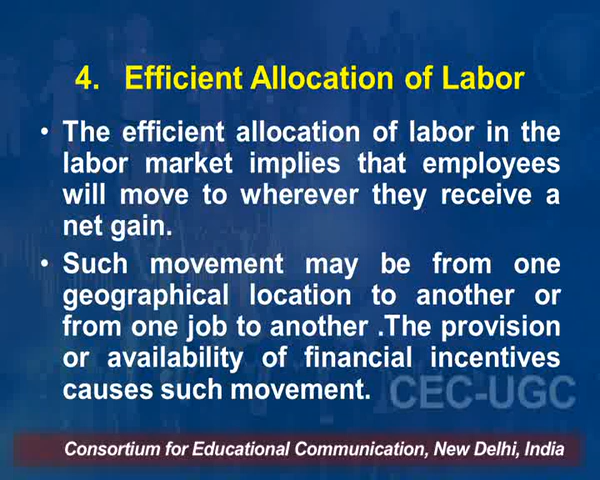 4. Efficient Allocation of Labor
• The efficient allocation of labor in the
labor market implies that employees
will move to wherever they receive a
net gain.
• Such movement may be from one
geographical location to another or
from one job to another .The provision
or availability of financial incentives
causes such movement.
CEC-UGC
Consortium for Educational Communication, New Delhi, India